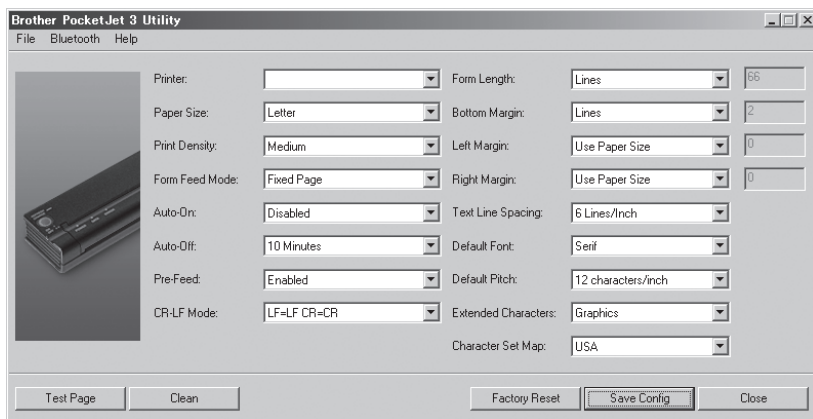 Brother PocketJet 3 Utility
File Bluetooth Help
Printer:
Paper Size: Letter
Print Density: Medium
Form Feed Mode: Fixed Page
Auto-On: Disabled
Auto-Off: 10 Minutes
Pre-Feed: Enabled
CR-LF Mode: LF=LF CR=CR
Form Length: Lines 66
Bottom Margin: Lines 2
Left Margin: Use Paper Size 0
Right Margin: Use Paper Size 0
Text Line Spacing: 6 Lines/Inch
Default Font: Serif
Default Pitch: 12 characters/inch
Extended Characters: Graphics
Character Set Map: USA
Test Page Clean Factory Reset Save Config Close